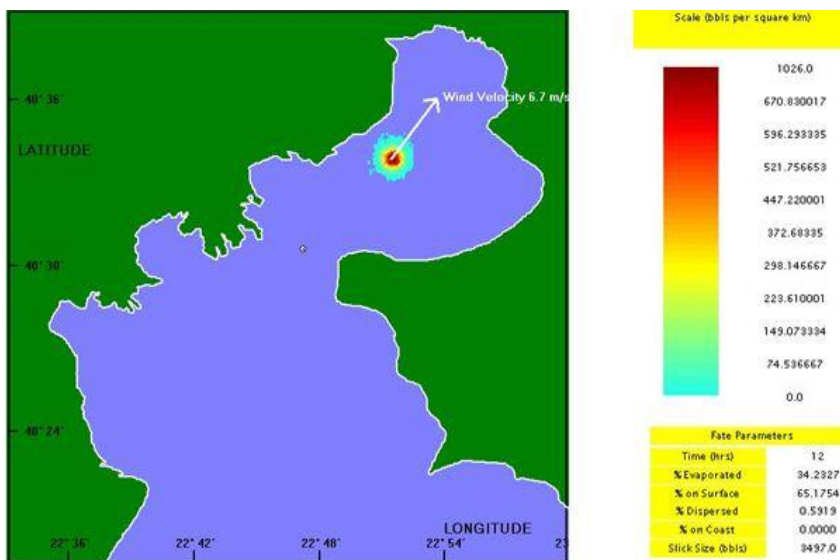 Scale (bbls per square km)
1026.0
670.830017
596.293335
521.756653
447.220001
372.68335
298.146667
223.610001
149.073334
74.536667
0.0
40° 36'
Wind Velocity 6.7 m/s
LATITUDE
40° 30'
40° 24'
LONGITUDE
22° 36'
22° 42'
22° 48'
22° 54'
23
Fate Parameters
Time (hrs) 12
% Evaporated 34.2327
% on Surface 65.1754
% Dispersed 0.5919
% on Coast 0.0000
Slick Size (bbls) 3497.0